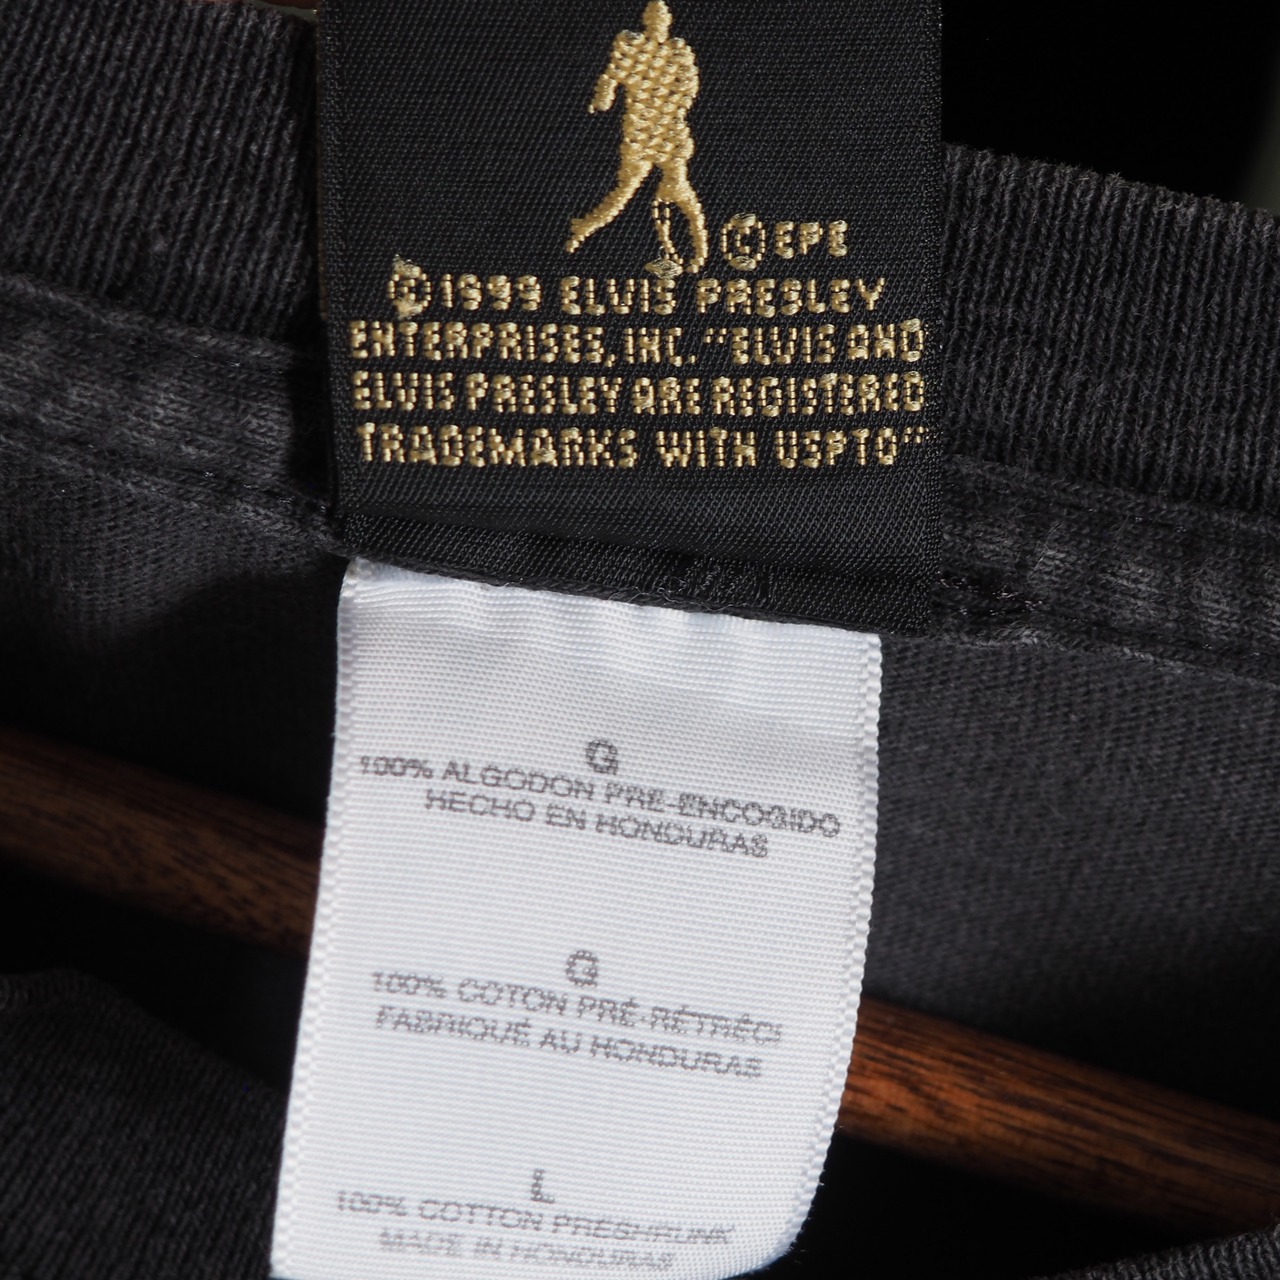 © EPE
©1999 ELVIS PRESLEY
ENTERPRISES, INC. "ELVIS AND
ELVIS PRESLEY ARE REGISTERED
TRADEMARKS WITH USPTO"
G
100% ALGODON PRE-ENCOGIDO
HECHO EN HONDURAS
G
100% COTON PRÉ-RÉTRÉCI
FABRIQUÉ AU HONDURAS
L
100% COTTON PRESHRUNK
MADE IN HONDURAS